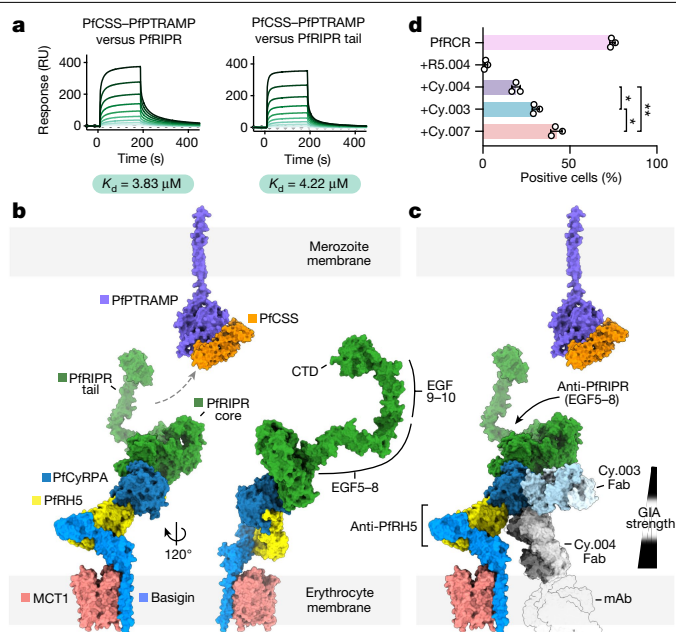 a
PfCSS–PfPTRAMP
versus PfRIPR
PfCSS–PfPTRAMP
versus PfRIPR tail
Response (RU)
400
200
0
0
200
400
Time (s)
400
200
0
0
200
400
Time (s)
Kd = 3.83 μM
Kd = 4.22 μM
d
PfRCR
+R5.004
+Cy.004
+Cy.003
+Cy.007
*
*
**
0
50
100
Positive cells (%)
b
Merozoite
membrane
PfPTRAMP
PfCSS
PfRIPR
tail
PfRIPR
core
CTD
EGF
9–10
EGF5–8
PfCyRPA
PfRH5
120°
MCT1
Basigin
Erythrocyte
membrane
c
Anti-PfRIPR
(EGF5–8)
Cy.003
Fab
Anti-PfRH5
GIA
strength
Cy.004
Fab
mAb